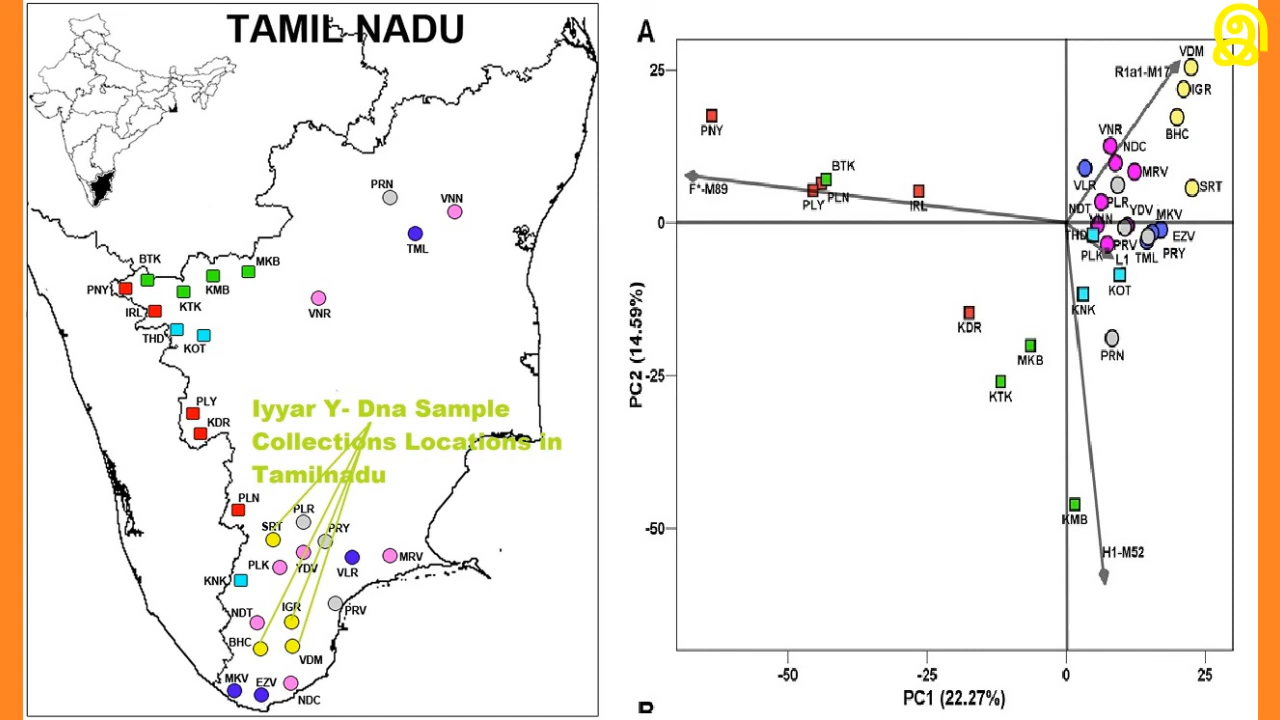 TAMIL NADU
PRN
VNN
TML
BTK
MKB
PNY
KTK
KMB
IRL
VNR
THD
KOT
PLY
KDR
Iyyar Y- Dna Sample
Collections Locations in
Tamilnadu
PLN
SRT
PLR
PRY
PLK
YDV
VLR
MRV
KNK
NDT
IGR
PRV
BHC
VDM
MKV
EZV
NDC
A
இ
PC2 (14.59%)
25
0
-25
-50
VDM
R1a1-M17
IGR
BHC
PNY
VNR
NDC
BTK
MRV
F*-M89
VLR
SRT
PLY
PLN
IRL
NDT
PLR
YDV
MKV
VNN
THD
EZV
PLK
PRV
L1
TML
PRY
KOT
KNK
KDR
PRN
MKB
KTK
KMB
H1-M52
-50
-25
0
25
PC1 (22.27%)